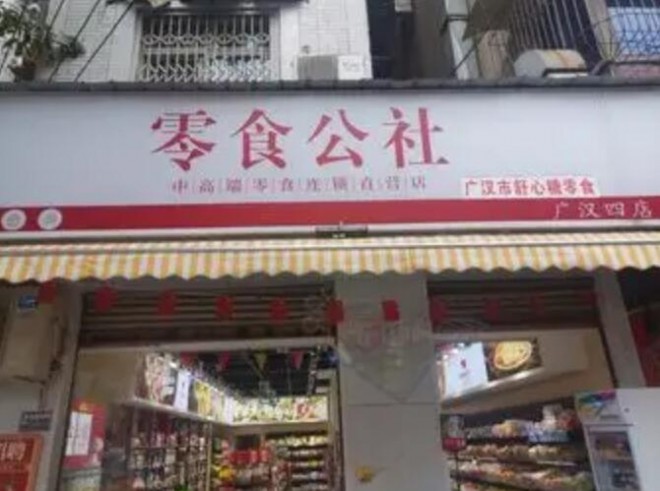 零食公社
中高端零食连锁直营店
广汉市舒心糖零食
广汉四店